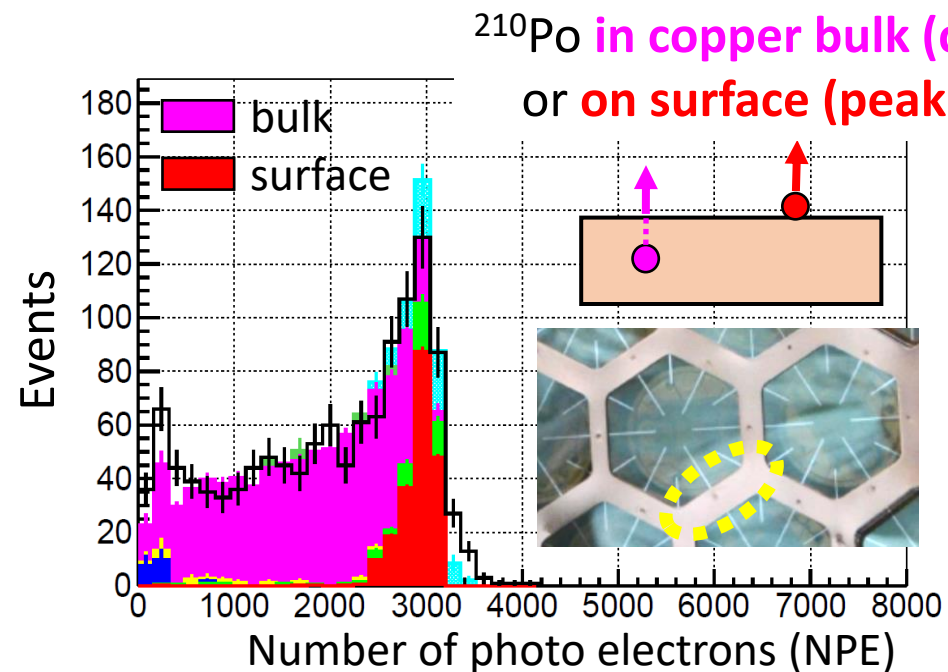 ²¹⁰Po in copper bulk (
or on surface (peak
180
160
140
120
100
80
60
40
20
0
bulk
surface
Events
0 1000 2000 3000 4000 5000 6000 7000 8000
Number of photo electrons (NPE)